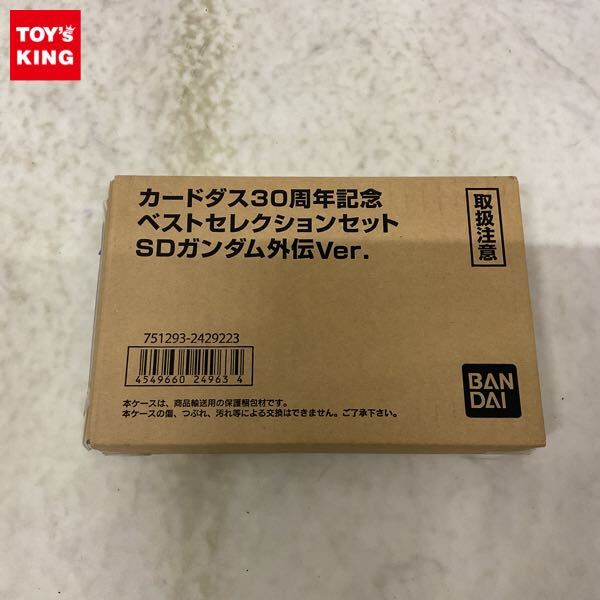 TOY'S
KING
カードダス30周年記念
ベストセレクションセット
SDガンダム外伝Ver.
取扱注意
751293-2429223
4549660 24963 4
BAN
DAI
本ケースは、商品輸送用の保護梱包材です。
本ケースの傷、つぶれ、汚れ等による交換はできません。ご了承下さい。